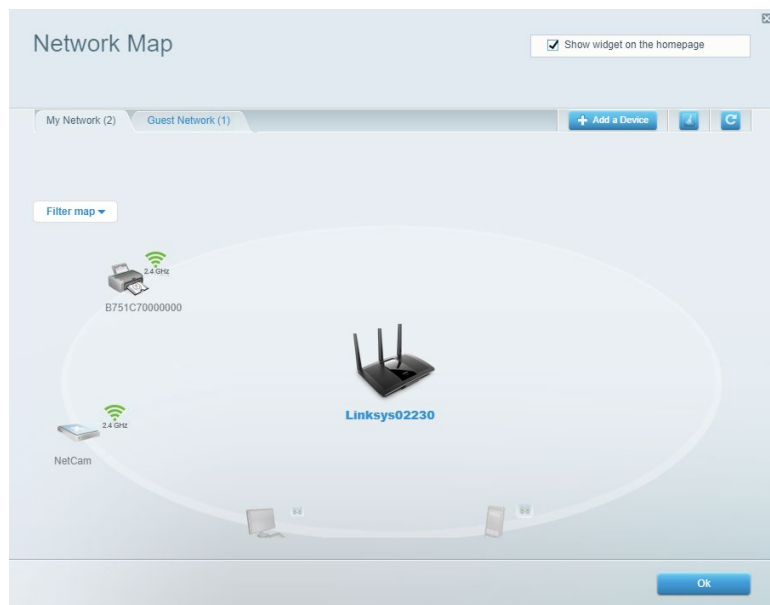 Network Map
Show widget on the homepage
My Network (2)
Guest Network (1)
Add a Device
Filter map
2.4 GHz
B751C70000000
Linksys02230
2.4 GHz
NetCam
Ok